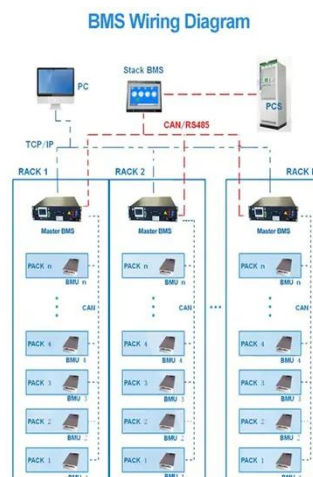 BMS Wiring Diagram
Stack BMS
PC
PCS
CAN/RS485
TCP/IP
RACK 1
RACK 2
RACK
Master BMS
Master BMS
Master BMS
PACK n
BMU n
PACK n
BMU n
PACK n
BMU n
CAN
CAN
CAN
PACK 4
BMU 4
PACK 4
BMU 4
PACK 4
BMU 4
PACK 3
BMU 3
PACK 3
BMU 3
PACK 3
BMU 3
PACK 2
BMU 2
PACK 2
BMU 2
PACK 2
BMU 2
PACK 1
PACK 1
PACK 1